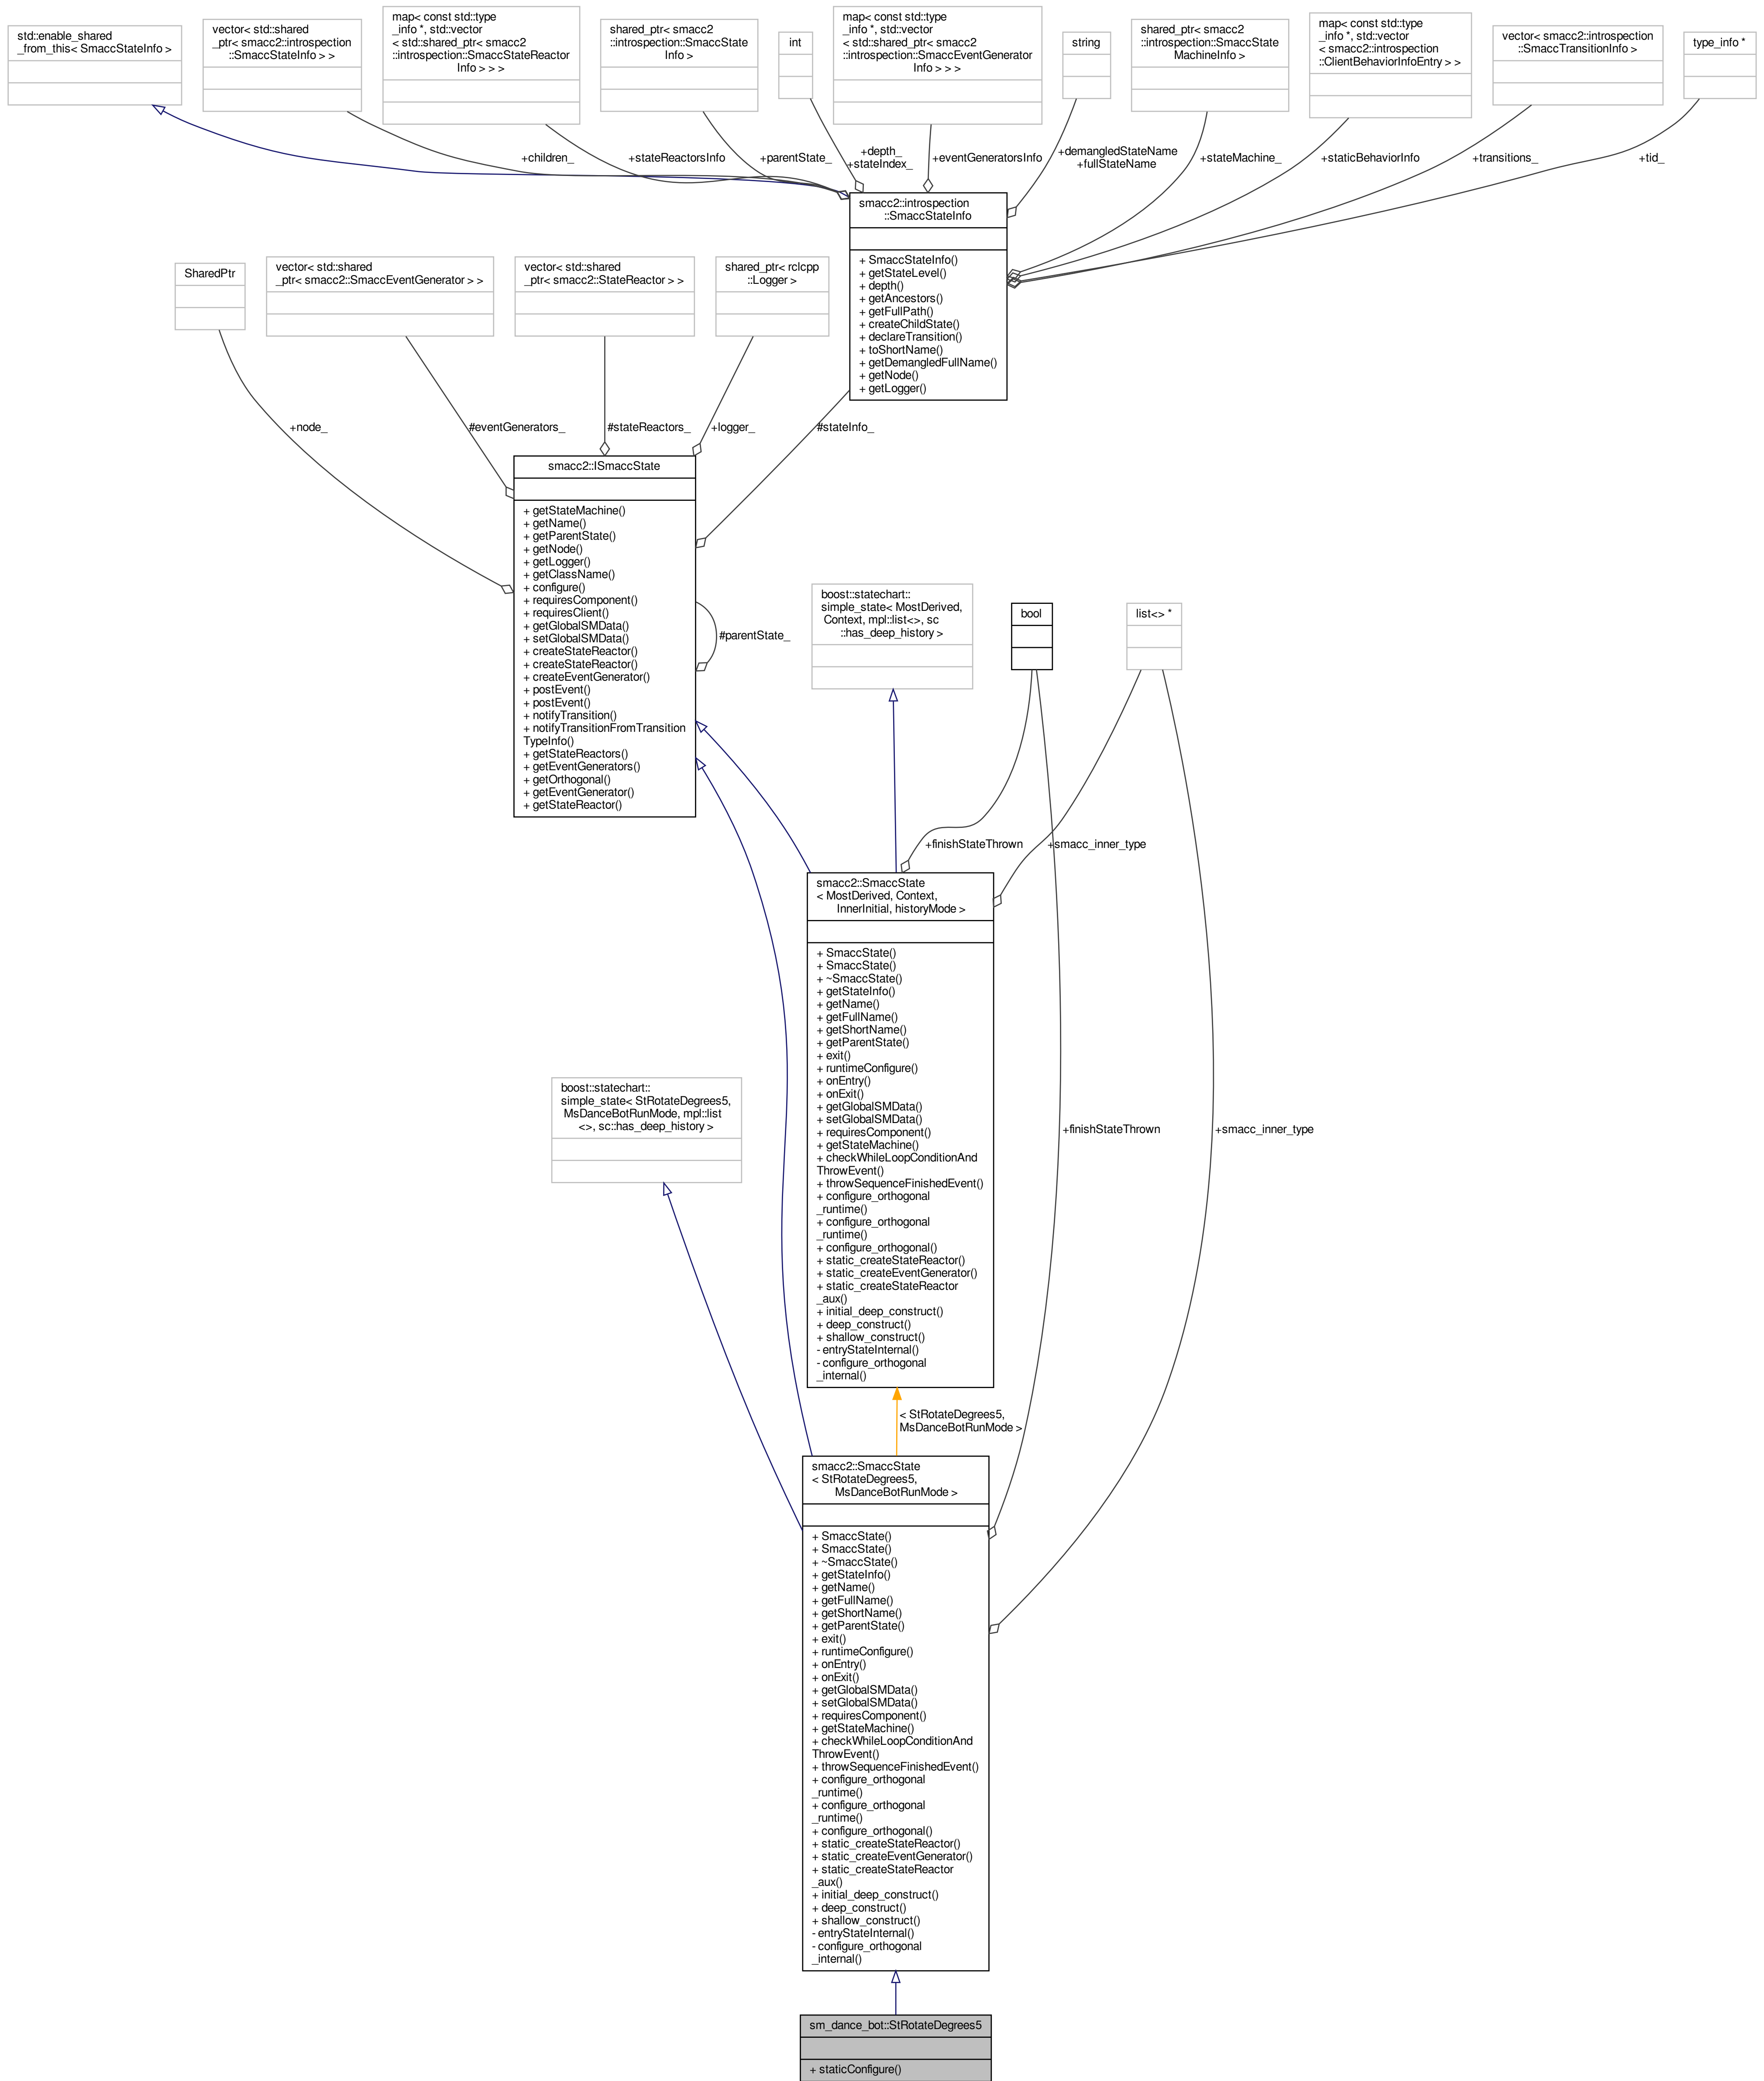 std::enable_shared
_from_this< SmaccStateInfo >
vector< std::shared
_ptr< smacc2::introspection
::SmaccStateInfo > >
map< const std::type
_info *, std::vector
< std::shared_ptr< smacc2
::introspection::SmaccStateReactor
Info > > >
shared_ptr< smacc2
::introspection::SmaccState
Info >
int
map< const std::type
_info *, std::vector
< std::shared_ptr< smacc2
::introspection::SmaccEventGenerator
Info > > >
string
shared_ptr< smacc2
::introspection::SmaccState
MachineInfo >
map< const std::type
_info *, std::vector
< smacc2::introspection
::ClientBehaviorInfoEntry > >
vector< smacc2::introspection
::SmaccTransitionInfo >
type_info *
+children_
+stateReactorsInfo
+parentState_
+depth_
+stateIndex_
+eventGeneratorsInfo
+demangledStateName
+fullStateName
+stateMachine_
+staticBehaviorInfo
+transitions_
+tid_
smacc2::introspection
::SmaccStateInfo
+ SmaccStateInfo()
+ getStateLevel()
+ depth()
+ getAncestors()
+ getFullPath()
+ createChildState()
+ declareTransition()
+ toShortName()
+ getDemangledFullName()
+ getNode()
+ getLogger()
SharedPtr
vector< std::shared
_ptr< smacc2::SmaccEventGenerator > >
vector< std::shared
_ptr< smacc2::StateReactor > >
shared_ptr< rclcpp
::Logger >
+node_
#eventGenerators_
#stateReactors_
+logger_
#stateInfo_
smacc2::ISmaccState
+ getStateMachine()
+ getName()
+ getParentState()
+ getNode()
+ getLogger()
+ getClassName()
+ configure()
+ requiresComponent()
+ requiresClient()
+ getGlobalSMData()
+ setGlobalSMData()
+ createStateReactor()
+ createStateReactor()
+ createEventGenerator()
+ postEvent()
+ postEvent()
+ notifyTransition()
+ notifyTransitionFromTransition
TypeInfo()
+ getStateReactors()
+ getEventGenerators()
+ getOrthogonal()
+ getEventGenerator()
+ getStateReactor()
#parentState_
boost::statechart::
simple_state< MostDerived,
Context, mpl::list<>, sc
::has_deep_history >
bool
list<> *
+finishStateThrown
+smacc_inner_type
smacc2::SmaccState
< MostDerived, Context,
InnerInitial, historyMode >
+ SmaccState()
+ SmaccState()
+ ~SmaccState()
+ getStateInfo()
+ getName()
+ getFullName()
+ getShortName()
+ getParentState()
+ exit()
+ runtimeConfigure()
+ onEntry()
+ onExit()
+ getGlobalSMData()
+ setGlobalSMData()
+ requiresComponent()
+ getStateMachine()
+ checkWhileLoopConditionAnd
ThrowEvent()
+ throwSequenceFinishedEvent()
+ configure_orthogonal
_runtime()
+ configure_orthogonal
_runtime()
+ configure_orthogonal()
+ static_createStateReactor()
+ static_createEventGenerator()
+ static_createStateReactor
_aux()
+ initial_deep_construct()
+ deep_construct()
+ shallow_construct()
- entryStateInternal()
- configure_orthogonal
_internal()
boost::statechart::
simple_state< StRotateDegrees5,
MsDanceBotRunMode, mpl::list
<>, sc::has_deep_history >
+finishStateThrown
+smacc_inner_type
< StRotateDegrees5,
MsDanceBotRunMode >
smacc2::SmaccState
< StRotateDegrees5,
MsDanceBotRunMode >
+ SmaccState()
+ SmaccState()
+ ~SmaccState()
+ getStateInfo()
+ getName()
+ getFullName()
+ getShortName()
+ getParentState()
+ exit()
+ runtimeConfigure()
+ onEntry()
+ onExit()
+ getGlobalSMData()
+ setGlobalSMData()
+ requiresComponent()
+ getStateMachine()
+ checkWhileLoopConditionAnd
ThrowEvent()
+ throwSequenceFinishedEvent()
+ configure_orthogonal
_runtime()
+ configure_orthogonal
_runtime()
+ configure_orthogonal()
+ static_createStateReactor()
+ static_createEventGenerator()
+ static_createStateReactor
_aux()
+ initial_deep_construct()
+ deep_construct()
+ shallow_construct()
- entryStateInternal()
- configure_orthogonal
_internal()
sm_dance_bot::StRotateDegrees5
+ staticConfigure()